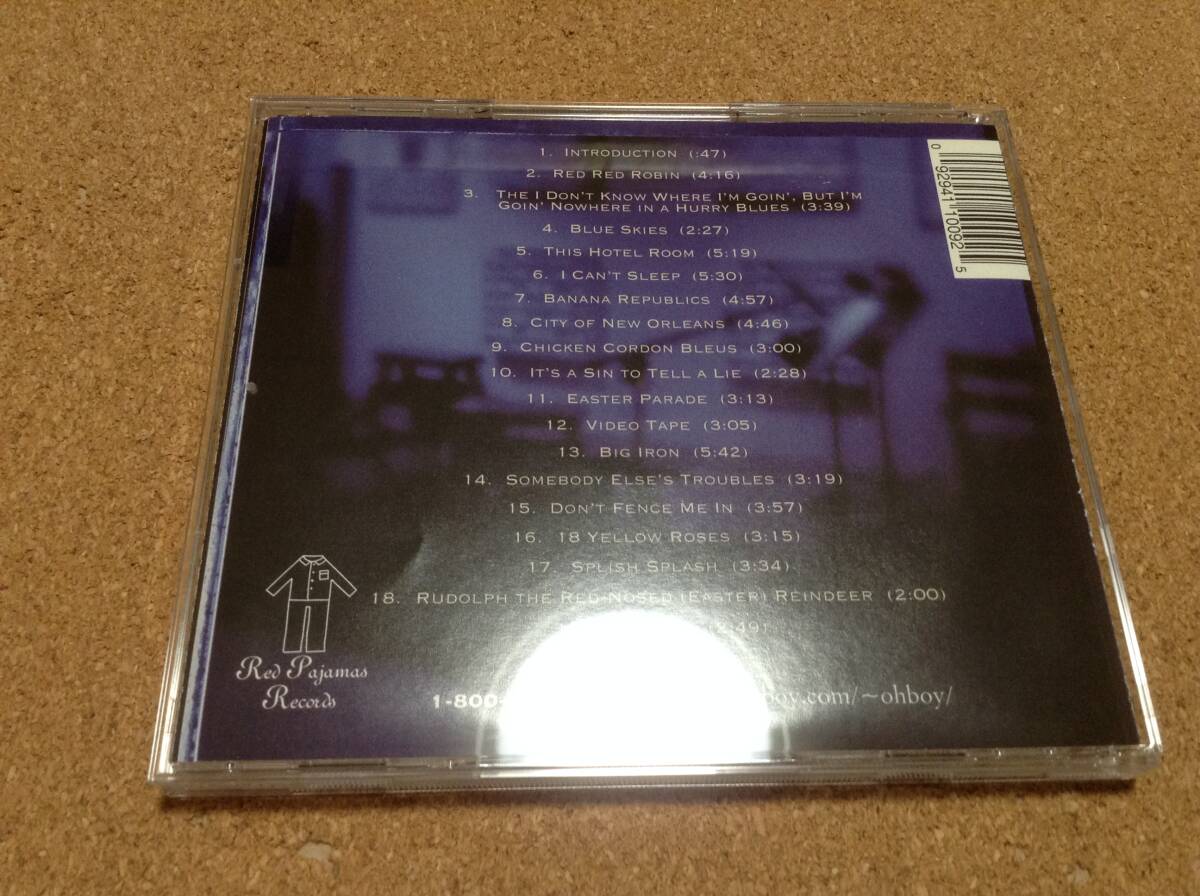 1. INTRODUCTION (:47)
2. RED RED ROBIN (4:16)
3. THE I DON'T KNOW WHERE I'M GOIN', BUT I'M
GOIN' NOWHERE IN A HURRY BLUES (3:39)
4. BLUE SKIES (2:27)
5. THIS HOTEL ROOM (5:19)
6. I CAN'T SLEEP (5:30)
7. BANANA REPUBLICS (4:57)
8. CITY OF NEW ORLEANS (4:46)
9. CHICKEN CORDON BLEUS (3:00)
10. IT'S A SIN TO TELL A LIE (2:28)
11. EASTER PARADE (3:13)
12. VIDEO TAPE (3:05)
13. BIG IRON (5:42)
14. SOMEBODY ELSE'S TROUBLES (3:19)
15. DON'T FENCE ME IN (3:57)
16. 18 YELLOW ROSES (3:15)
17. SPLISH SPLASH (3:34)
18. RUDOLPH THE RED-NOSED (EASTER) REINDEER (2:00)
:49)
1-800- boy.com/~ohboy/
Red Pajamas
Records
0 92941 10092 5